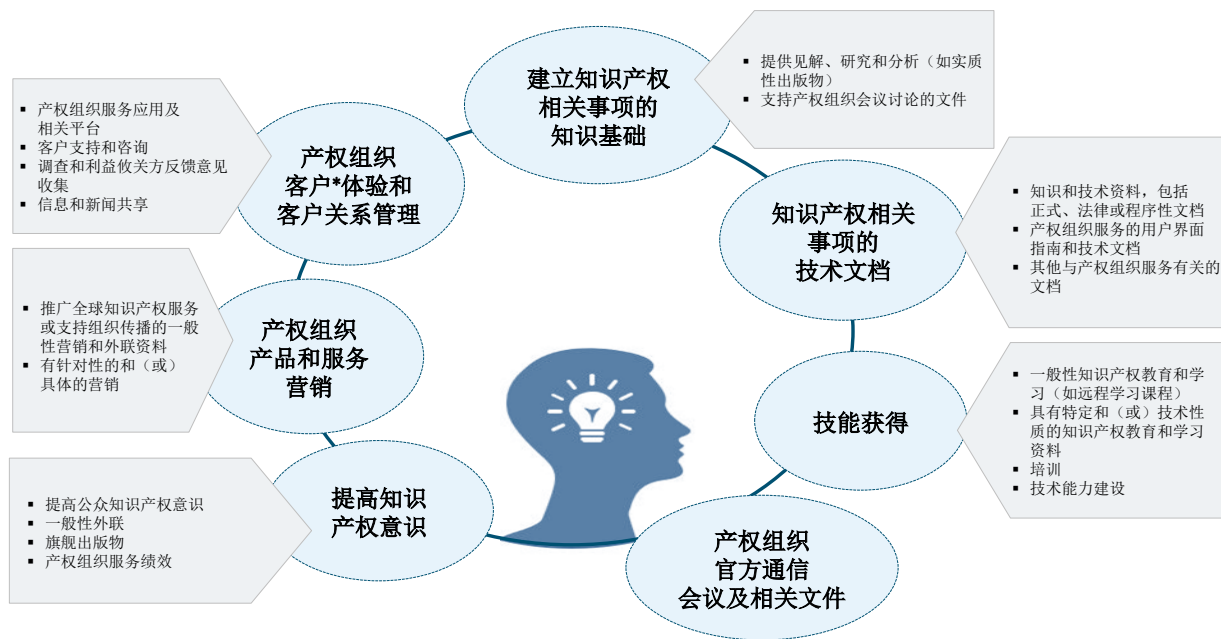 建立知识产权
相关事项的
知识基础
▪ 提供见解、研究和分析（如实质
性出版物）
▪ 支持产权组织会议讨论的文件
知识产权相关
事项的
技术文档
▪ 知识和技术资料，包括
正式、法律或程序性文档
▪ 产权组织服务的用户界面
指南和技术文档
▪ 其他与产权组织服务有关的
文档
技能获得
▪ 一般性知识产权教育和学
习（如远程学习课程）
▪ 具有特定和（或）技术性
质的知识产权教育和学习
资料
▪ 培训
▪ 技术能力建设
产权组织
官方通信
会议及相关文件
提高知识
产权意识
▪ 提高公众知识产权意识
▪ 一般性外联
▪ 旗舰出版物
▪ 产权组织服务绩效
产权组织
产品和服务
营销
▪ 推广全球知识产权服务
或支持组织传播的一般
性营销和外联资料
▪ 有针对性的和（或）
具体的营销
产权组织
客户*体验和
客户关系管理
▪ 产权组织服务应用及
相关平台
▪ 客户支持和咨询
▪ 调查和利益攸关方反馈意见
收集
▪ 信息和新闻共享